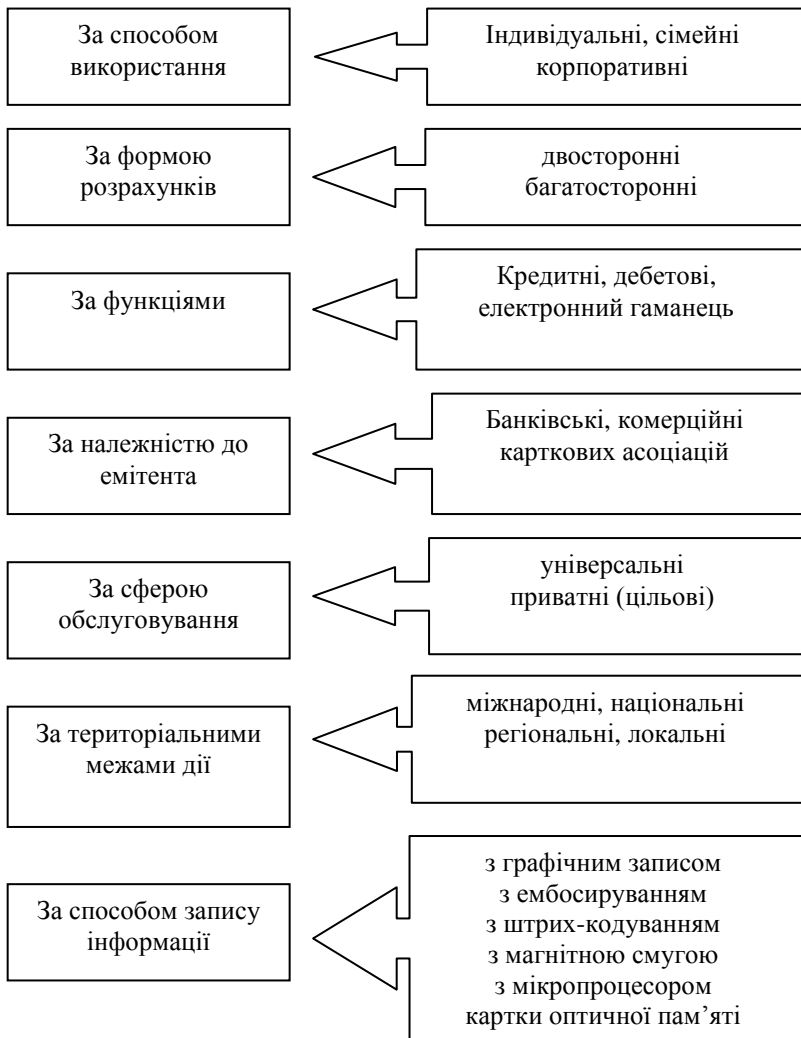 За способом
використання
Індивідуальні, сімейні
корпоративні
За формою
розрахунків
двосторонні
багатосторонні
За функціями
Кредитні, дебетові,
електронний гаманець
За належністю до
емітента
Банківські, комерційні
карткових асоціацій
За сферою
обслуговування
універсальні
приватні (цільові)
За територіальними
межами дії
міжнародні, національні
регіональні, локальні
За способом запису
інформації
з графічним записом
з ембосируванням
з штрих-кодуванням
з магнітною смугою
з мікропроцесором
картки оптичної пам’яті